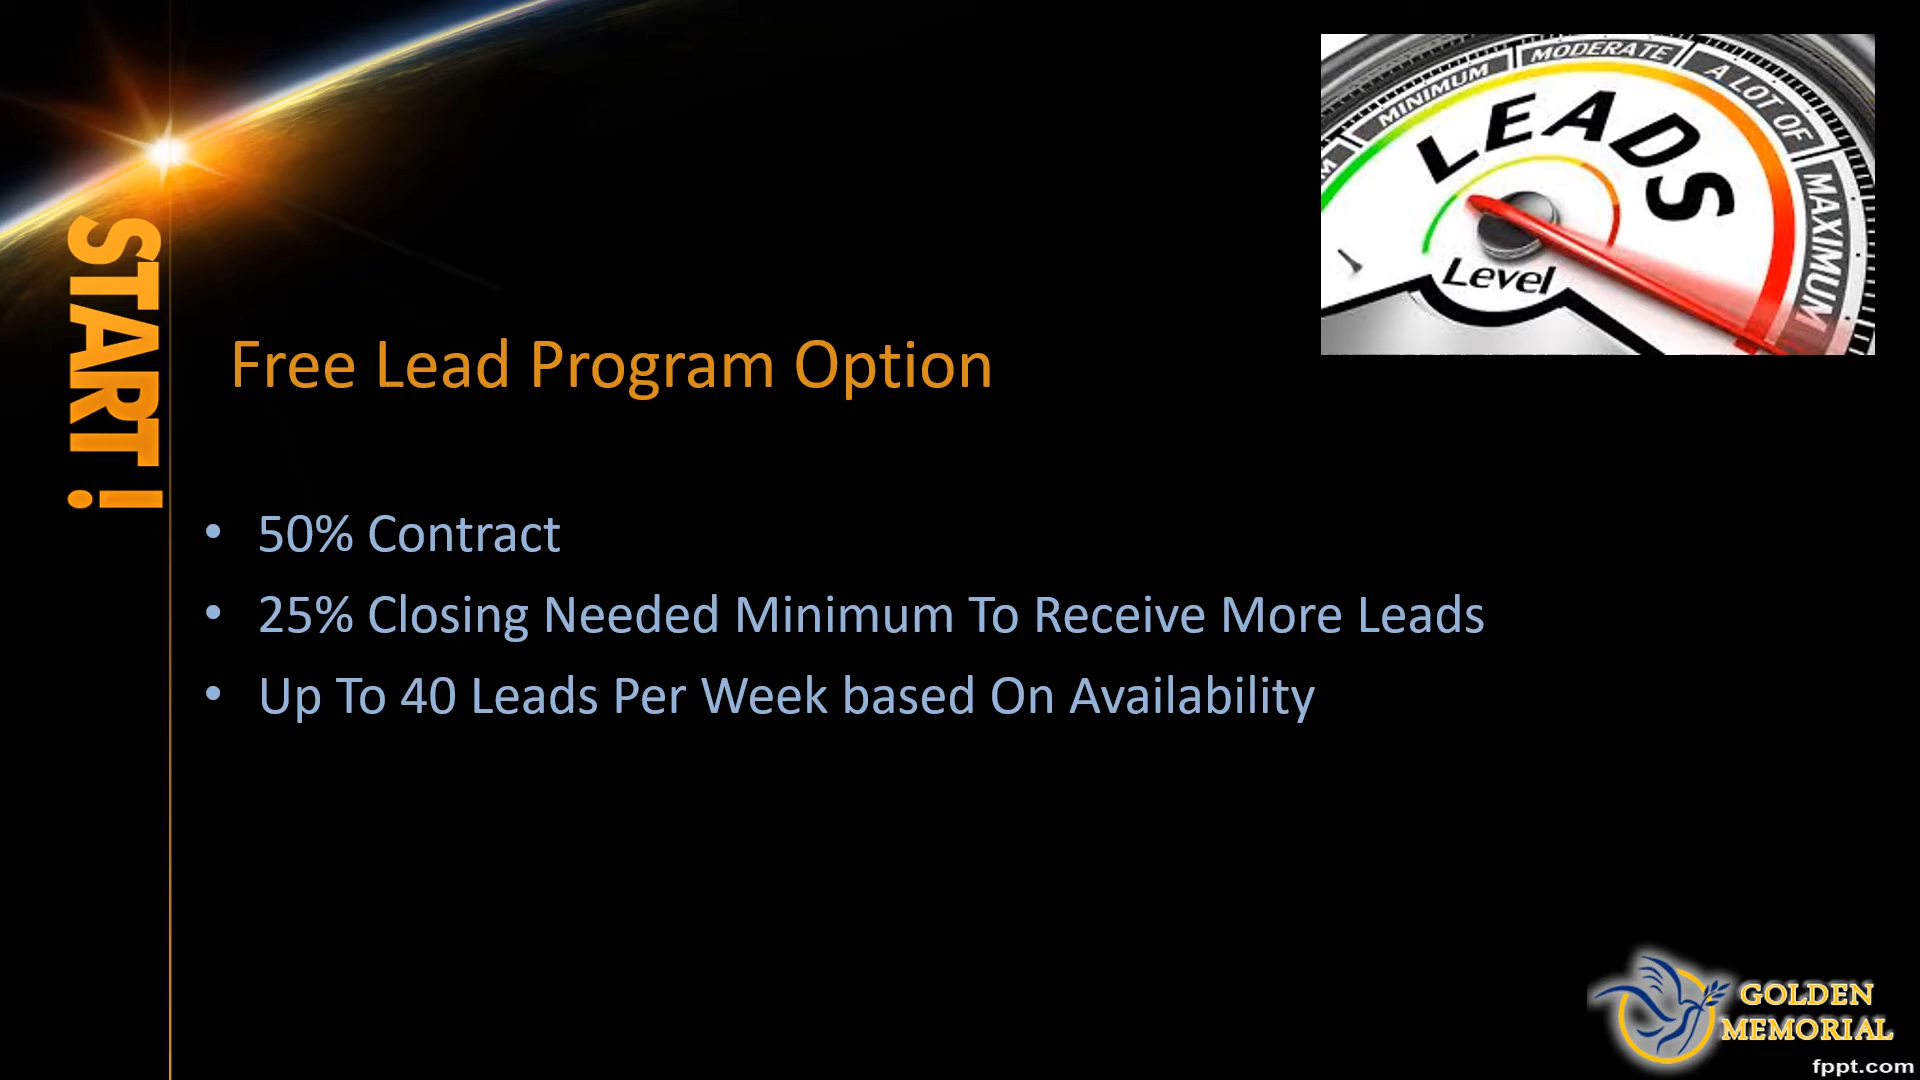 START !
MINIMUM
MODERATE
A LOT OF
MAXIMUM
LEADS
Level
Free Lead Program Option
• 50% Contract
• 25% Closing Needed Minimum To Receive More Leads
• Up To 40 Leads Per Week based On Availability
GOLDEN
MEMORIAL
fppt.com